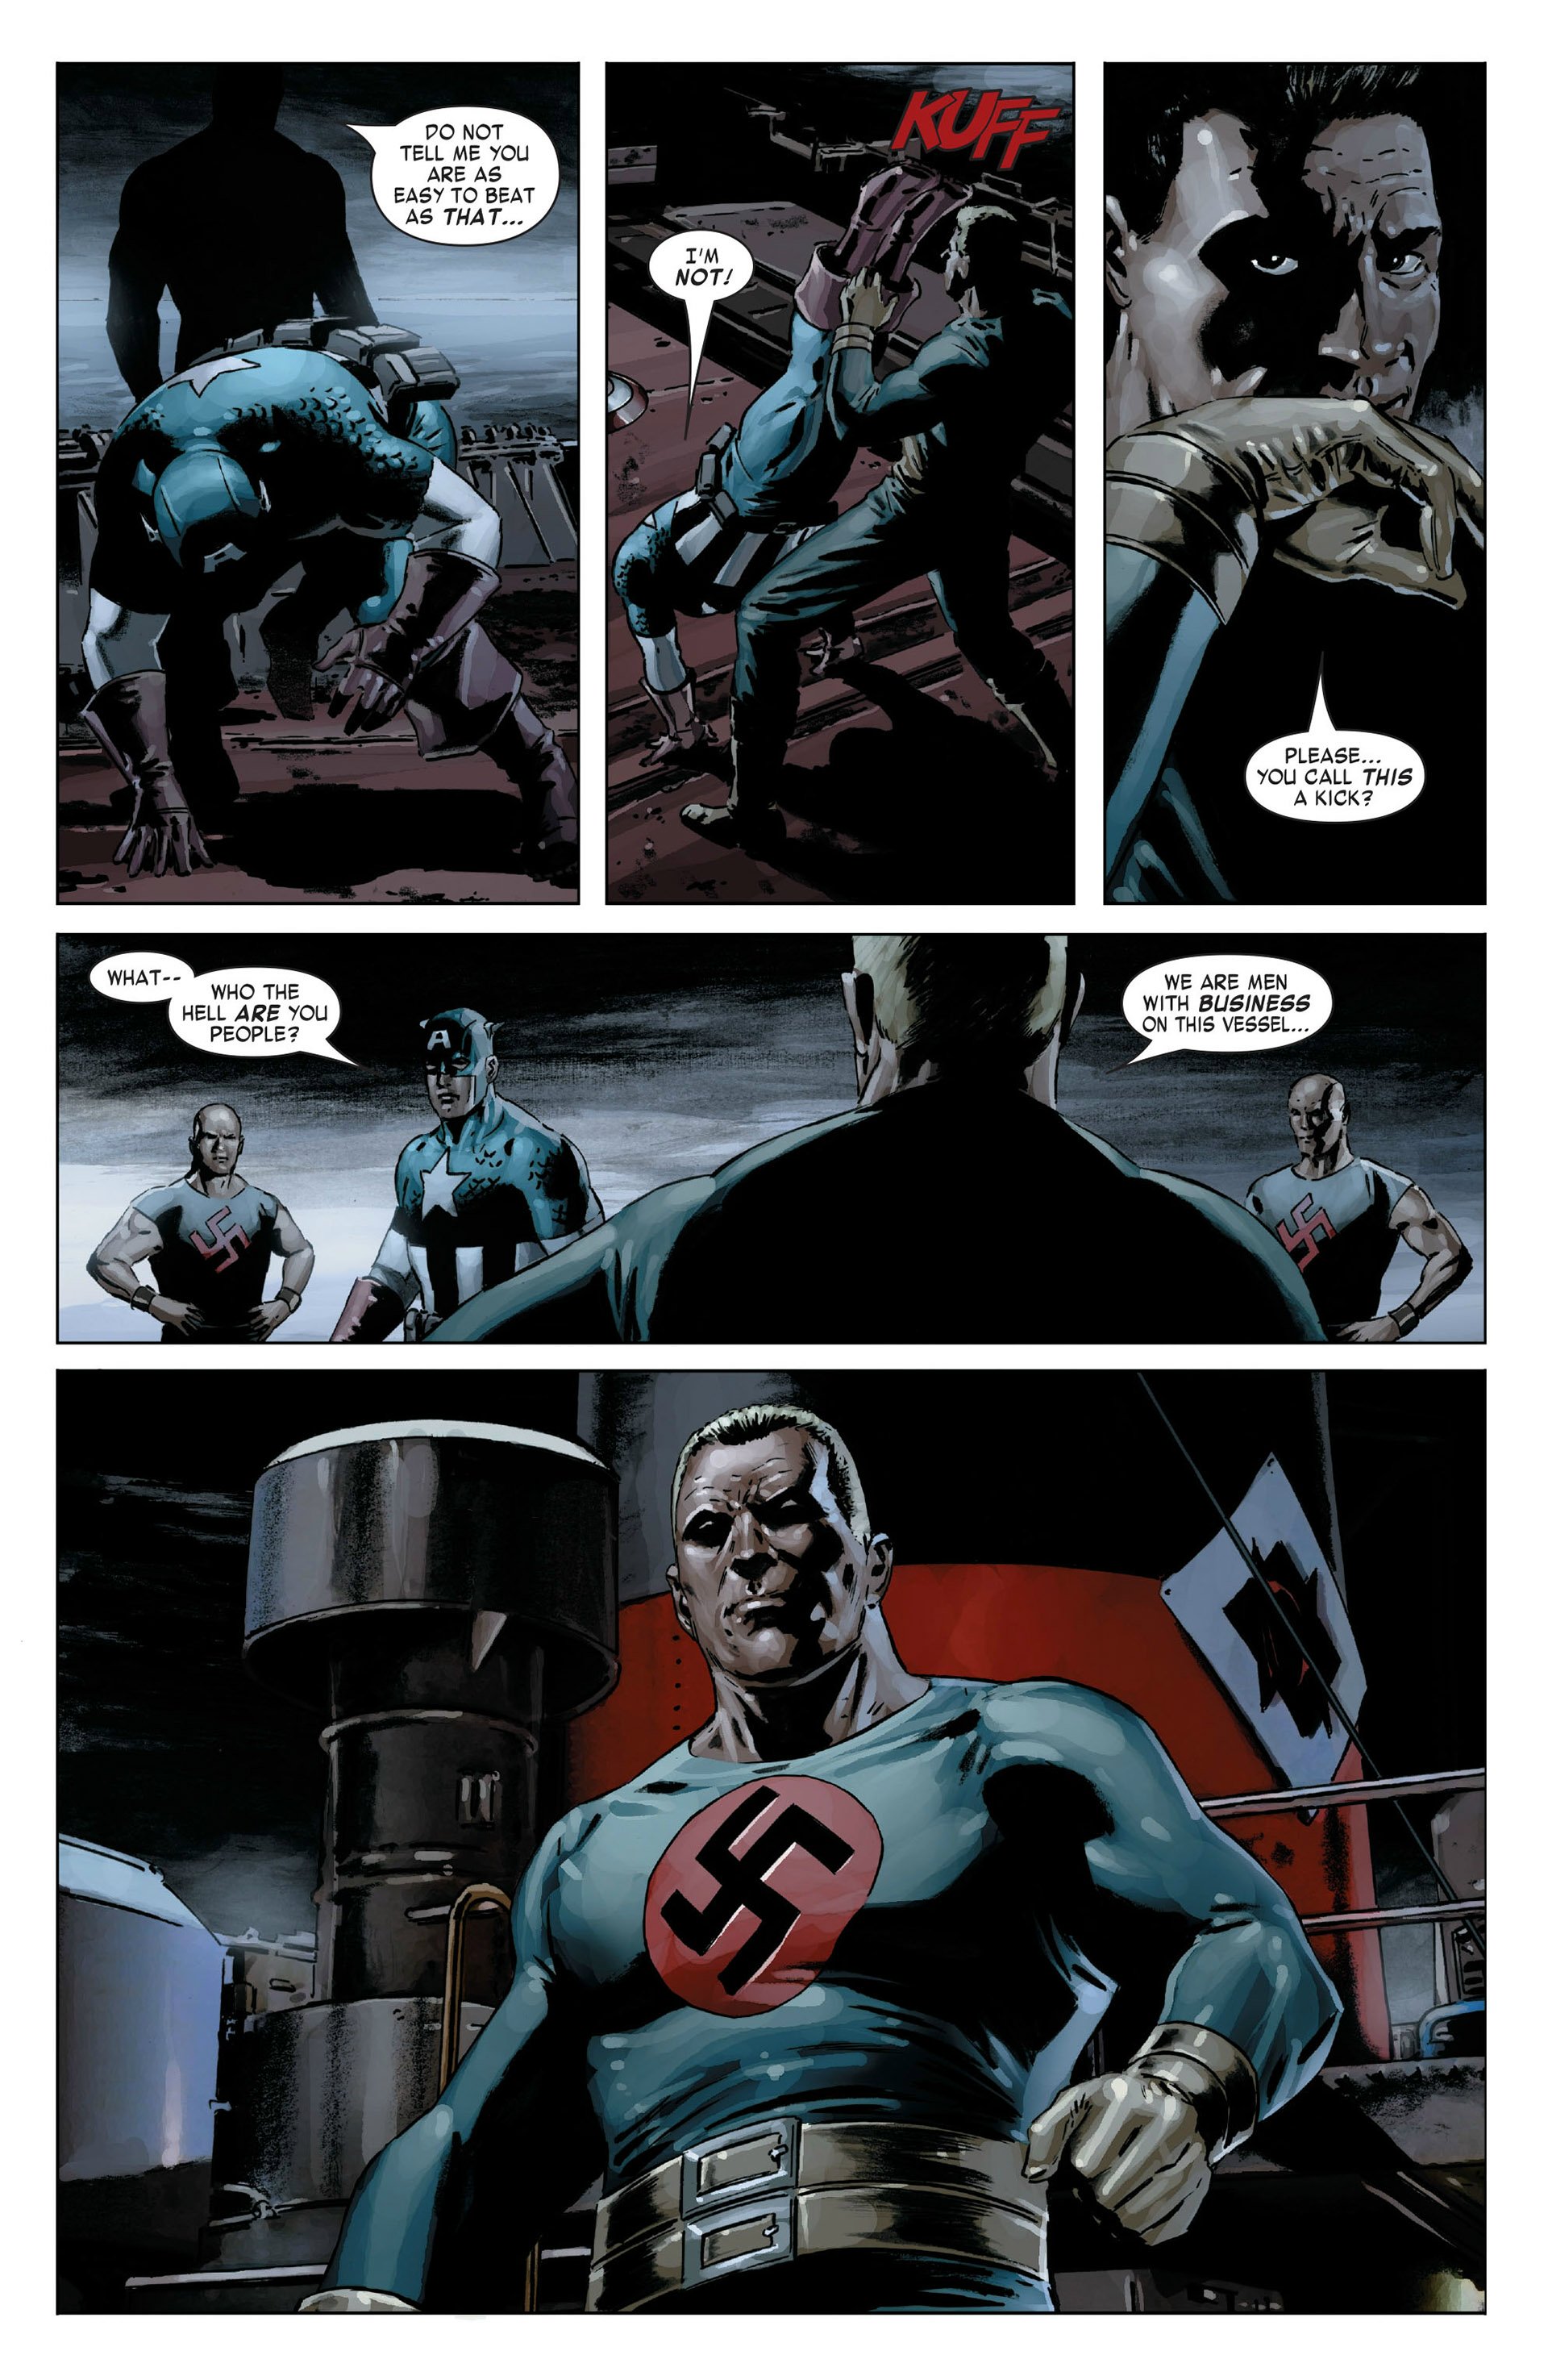 DO NOT
TELL ME YOU
ARE AS
EASY TO BEAT
AS THAT...
KUFF
I'M
NOT!
PLEASE...
YOU CALL THIS
A KICK?
WHAT--
WHO THE
HELL ARE YOU
PEOPLE?
A
WE ARE MEN
WITH BUSINESS
ON THIS VESSEL...